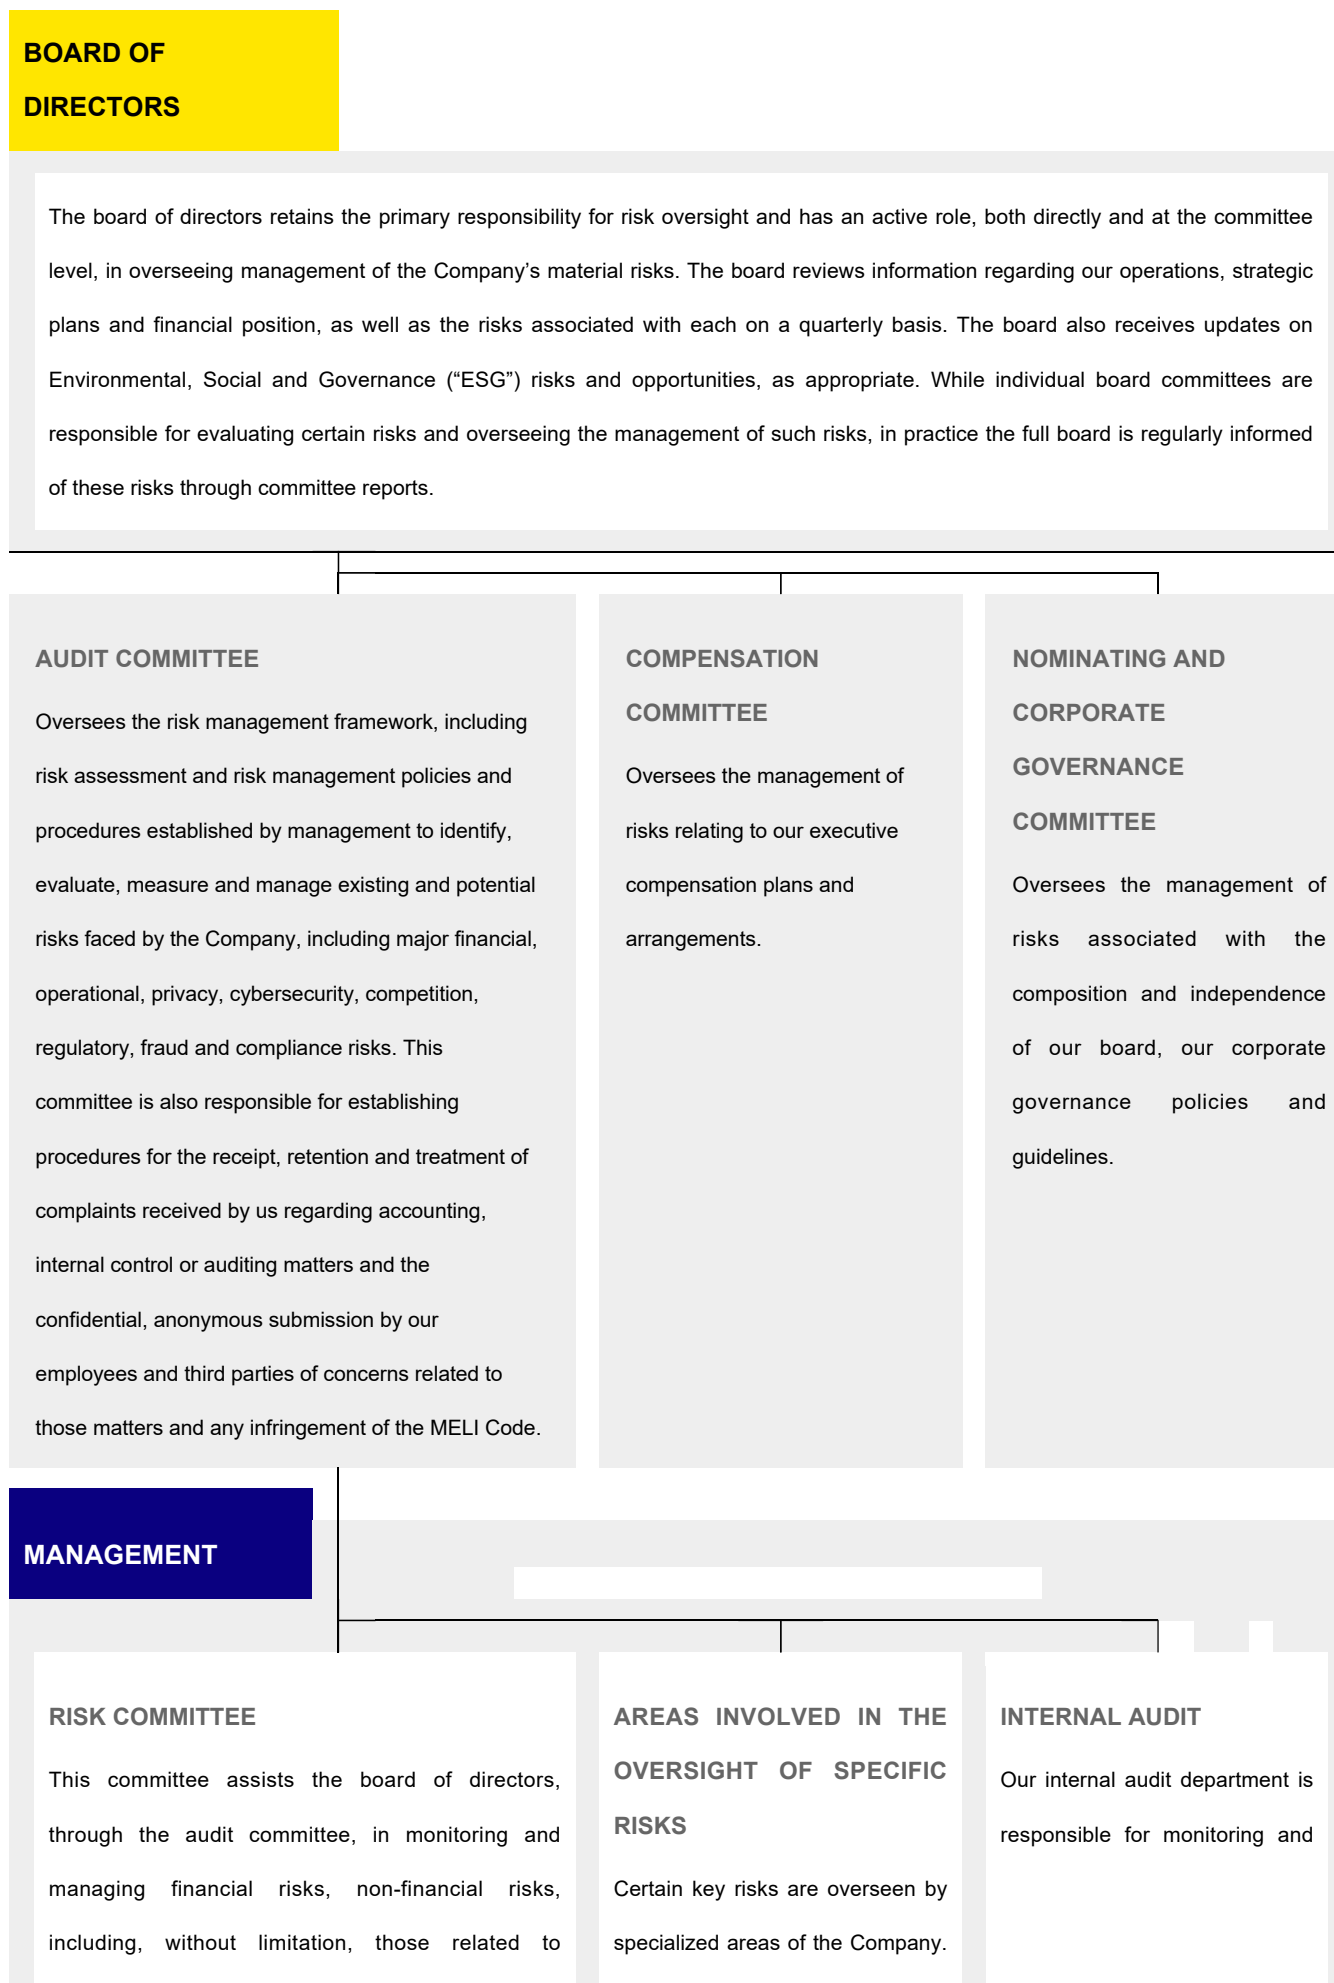 BOARD OF
DIRECTORS
The board of directors retains the primary responsibility for risk oversight and has an active role, both directly and at the committee
level, in overseeing management of the Company’s material risks. The board reviews information regarding our operations, strategic
plans and financial position, as well as the risks associated with each on a quarterly basis. The board also receives updates on
Environmental, Social and Governance (“ESG”) risks and opportunities, as appropriate. While individual board committees are
responsible for evaluating certain risks and overseeing the management of such risks, in practice the full board is regularly informed
of these risks through committee reports.
AUDIT COMMITTEE
Oversees the risk management framework, including
risk assessment and risk management policies and
procedures established by management to identify,
evaluate, measure and manage existing and potential
risks faced by the Company, including major financial,
operational, privacy, cybersecurity, competition,
regulatory, fraud and compliance risks. This
committee is also responsible for establishing
procedures for the receipt, retention and treatment of
complaints received by us regarding accounting,
internal control or auditing matters and the
confidential, anonymous submission by our
employees and third parties of concerns related to
those matters and any infringement of the MELI Code.
COMPENSATION
COMMITTEE
Oversees the management of
risks relating to our executive
compensation plans and
arrangements.
NOMINATING AND
CORPORATE
GOVERNANCE
COMMITTEE
Oversees the management of
risks associated with the
composition and independence
of our board, our corporate
governance policies and
guidelines.
MANAGEMENT
RISK COMMITTEE
This committee assists the board of directors,
through the audit committee, in monitoring and
managing financial risks, non-financial risks,
including, without limitation, those related to
AREAS INVOLVED IN THE
OVERSIGHT OF SPECIFIC
RISKS
Certain key risks are overseen by
specialized areas of the Company.
INTERNAL AUDIT
Our internal audit department is
responsible for monitoring and